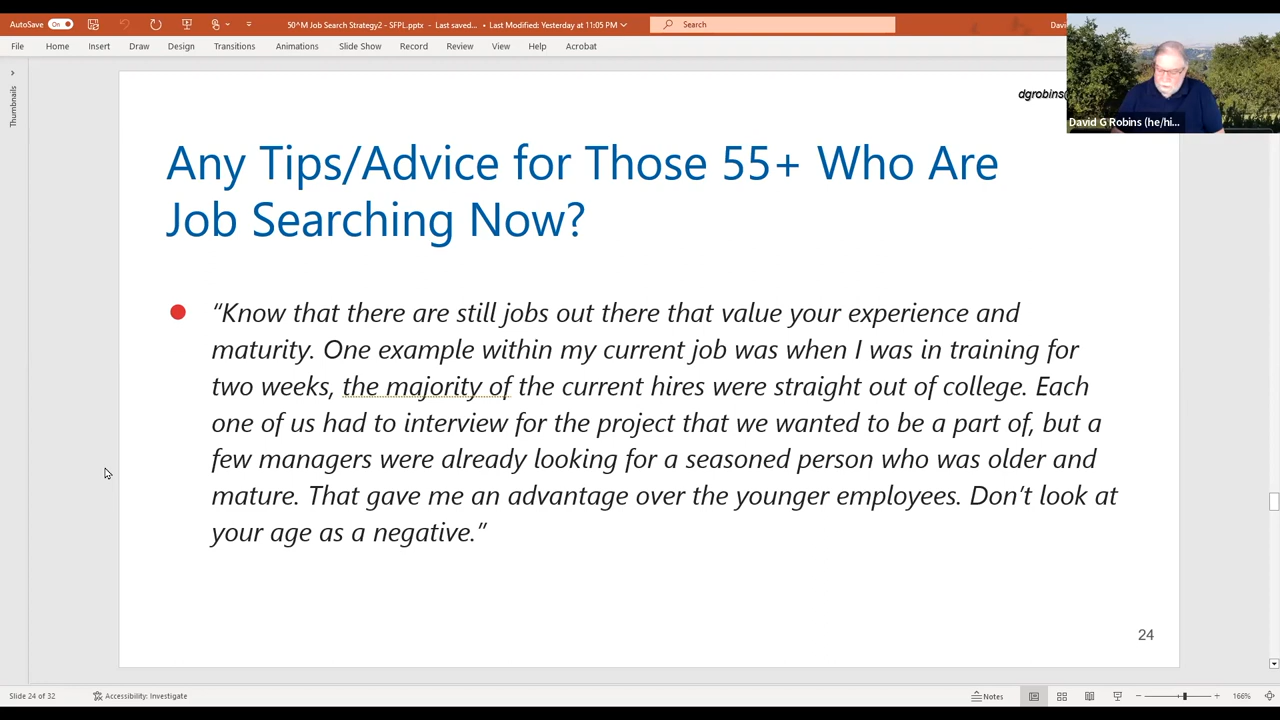 AutoSave On 50^M Job Search Strategy2 - SFPL.pptx - Last saved... • Last Modified: Yesterday at 11:05 PM Search Davi
File Home Insert Draw Design Transitions Animations Slide Show Record Review View Help Acrobat
Thumbnails
dgrobins@
David G Robins (he/hi...
Any Tips/Advice for Those 55+ Who Are
Job Searching Now?
“Know that there are still jobs out there that value your experience and
maturity. One example within my current job was when I was in training for
two weeks, the majority of the current hires were straight out of college. Each
one of us had to interview for the project that we wanted to be a part of, but a
few managers were already looking for a seasoned person who was older and
mature. That gave me an advantage over the younger employees. Don’t look at
your age as a negative.”
24
Slide 24 of 32 Accessibility: Investigate Notes 166%